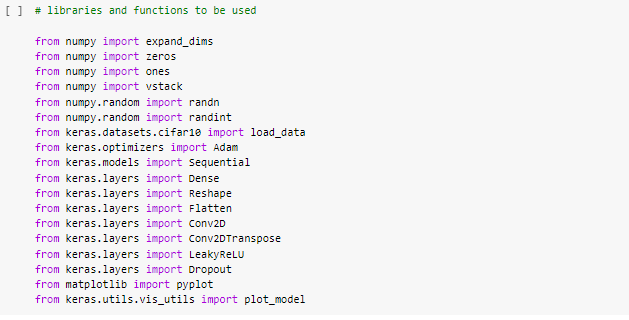 [ ] # libraries and functions to be used
from numpy import expand_dims
from numpy import zeros
from numpy import ones
from numpy import vstack
from numpy.random import randn
from numpy.random import randint
from keras.datasets.cifar10 import load_data
from keras.optimizers import Adam
from keras.models import Sequential
from keras.layers import Dense
from keras.layers import Reshape
from keras.layers import Flatten
from keras.layers import Conv2D
from keras.layers import Conv2DTranspose
from keras.layers import LeakyReLU
from keras.layers import Dropout
from matplotlib import pyplot
from keras.utils.vis_utils import plot_model